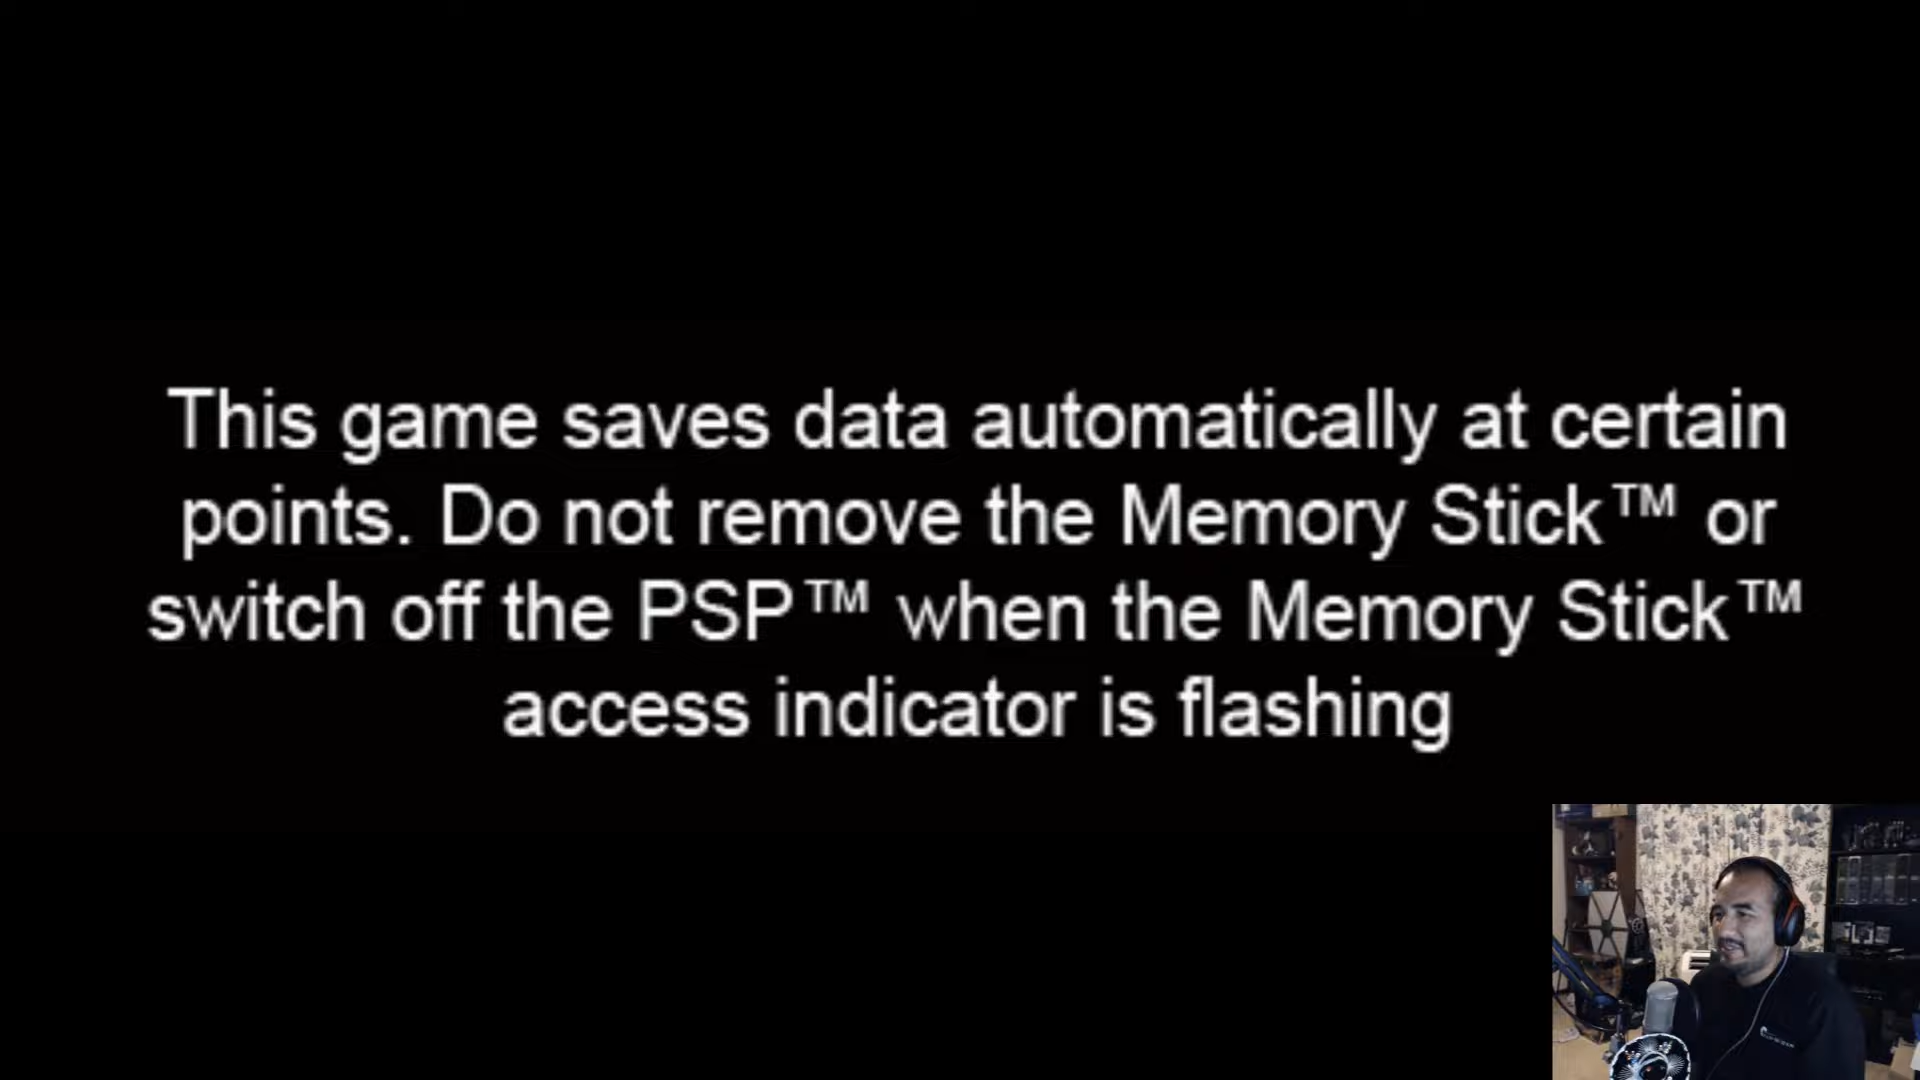 This game saves data automatically at certain
points. Do not remove the Memory Stick™ or
switch off the PSP™ when the Memory Stick™
access indicator is flashing